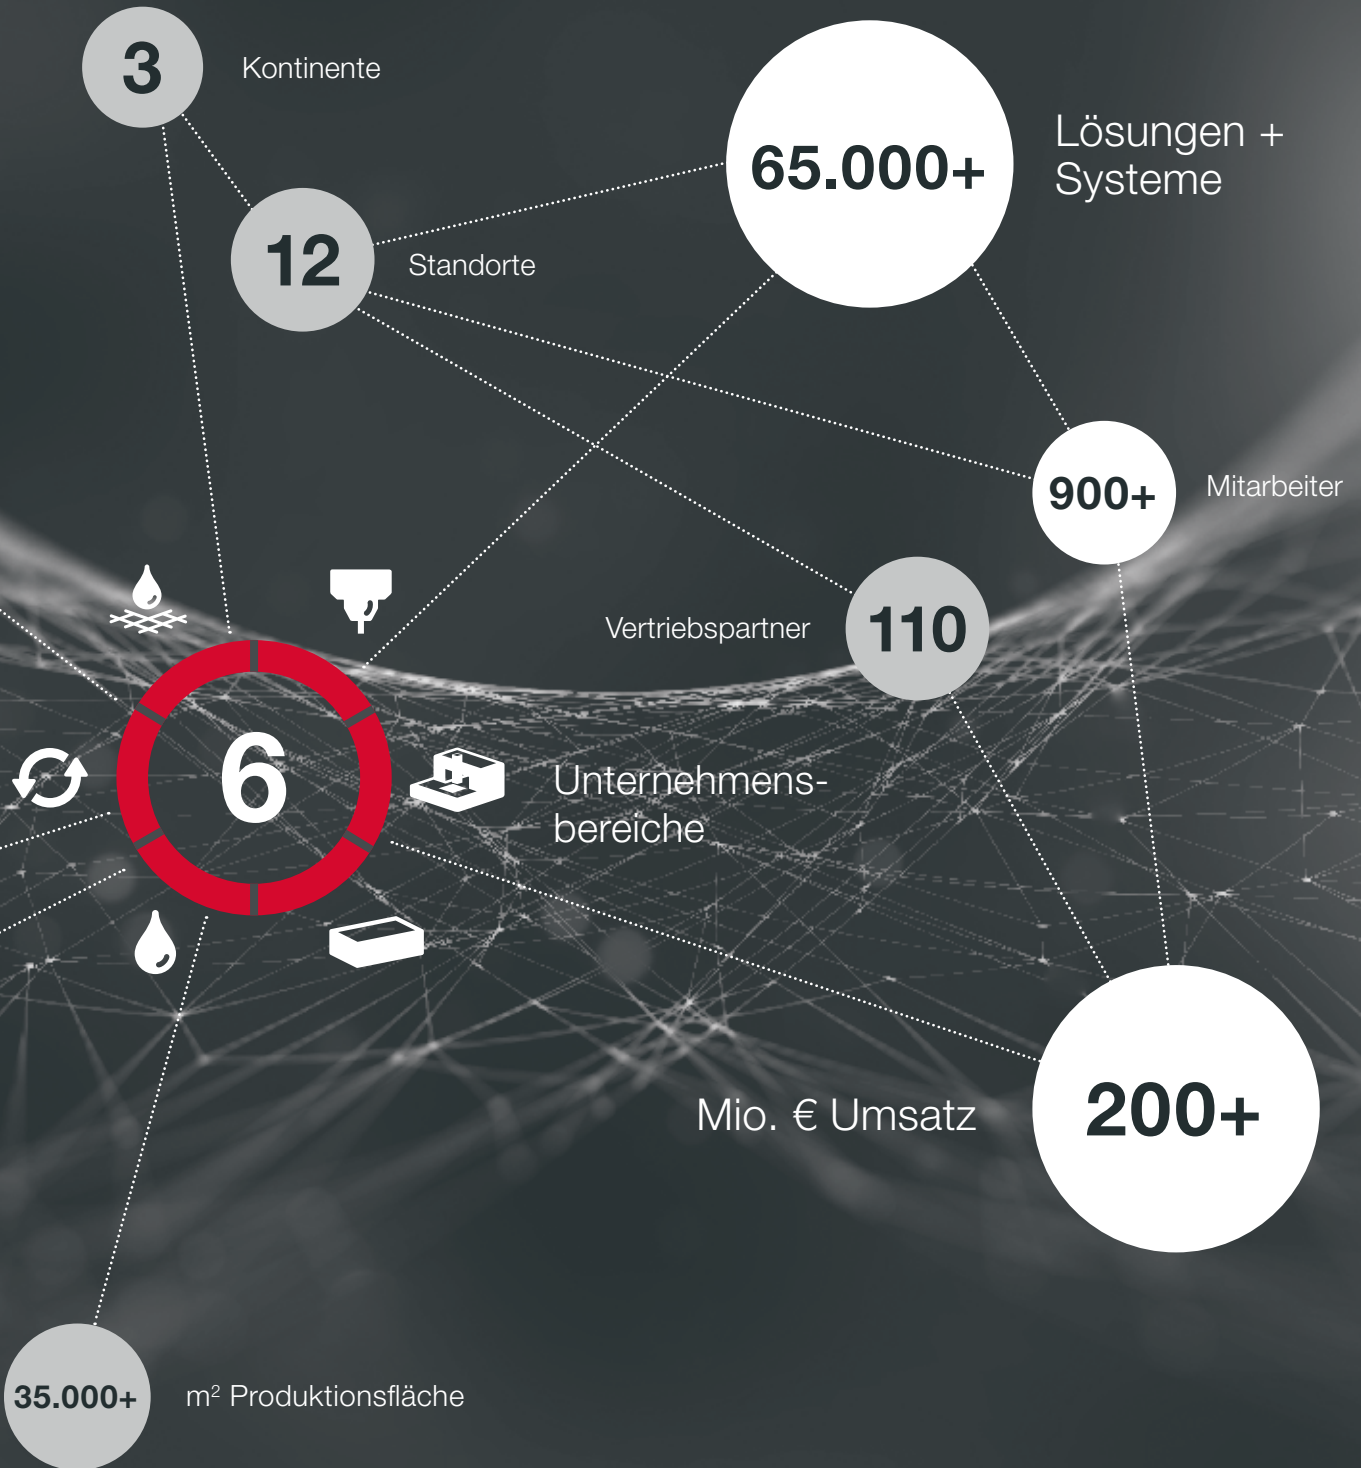 3
Kontinente
65.000+
Lösungen +
Systeme
12
Standorte
900+
Mitarbeiter
Vertriebspartner
110
6
Unternehmens-
bereiche
Mio. € Umsatz
200+
35.000+
m² Produktionsfläche